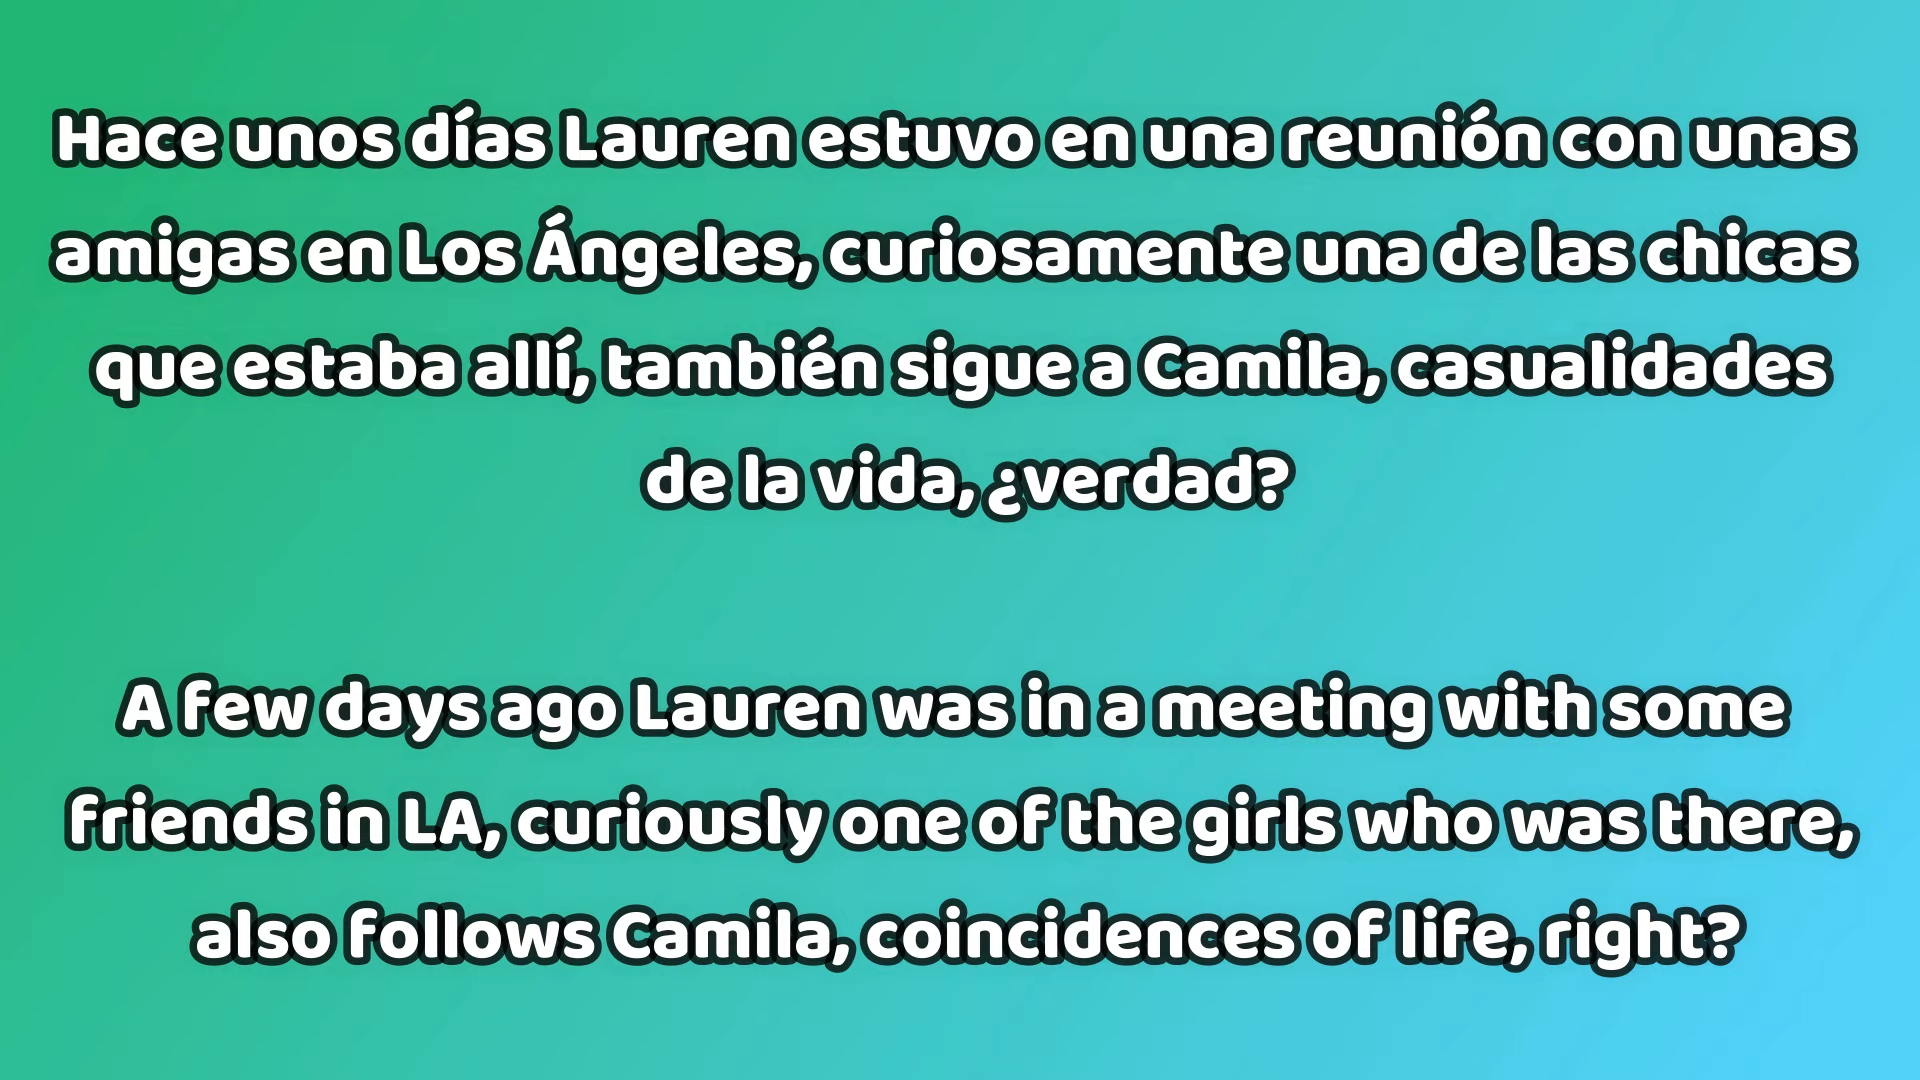 Hace unos días Lauren estuvo en una reunión con unas
amigas en Los Ángeles, curiosamente una de las chicas
que estaba allí, también sigue a Camila, casualidades
de la vida, ¿verdad?
A few days ago Lauren was in a meeting with some
friends in LA, curiously one of the girls who was there,
also follows Camila, coincidences of life, right?